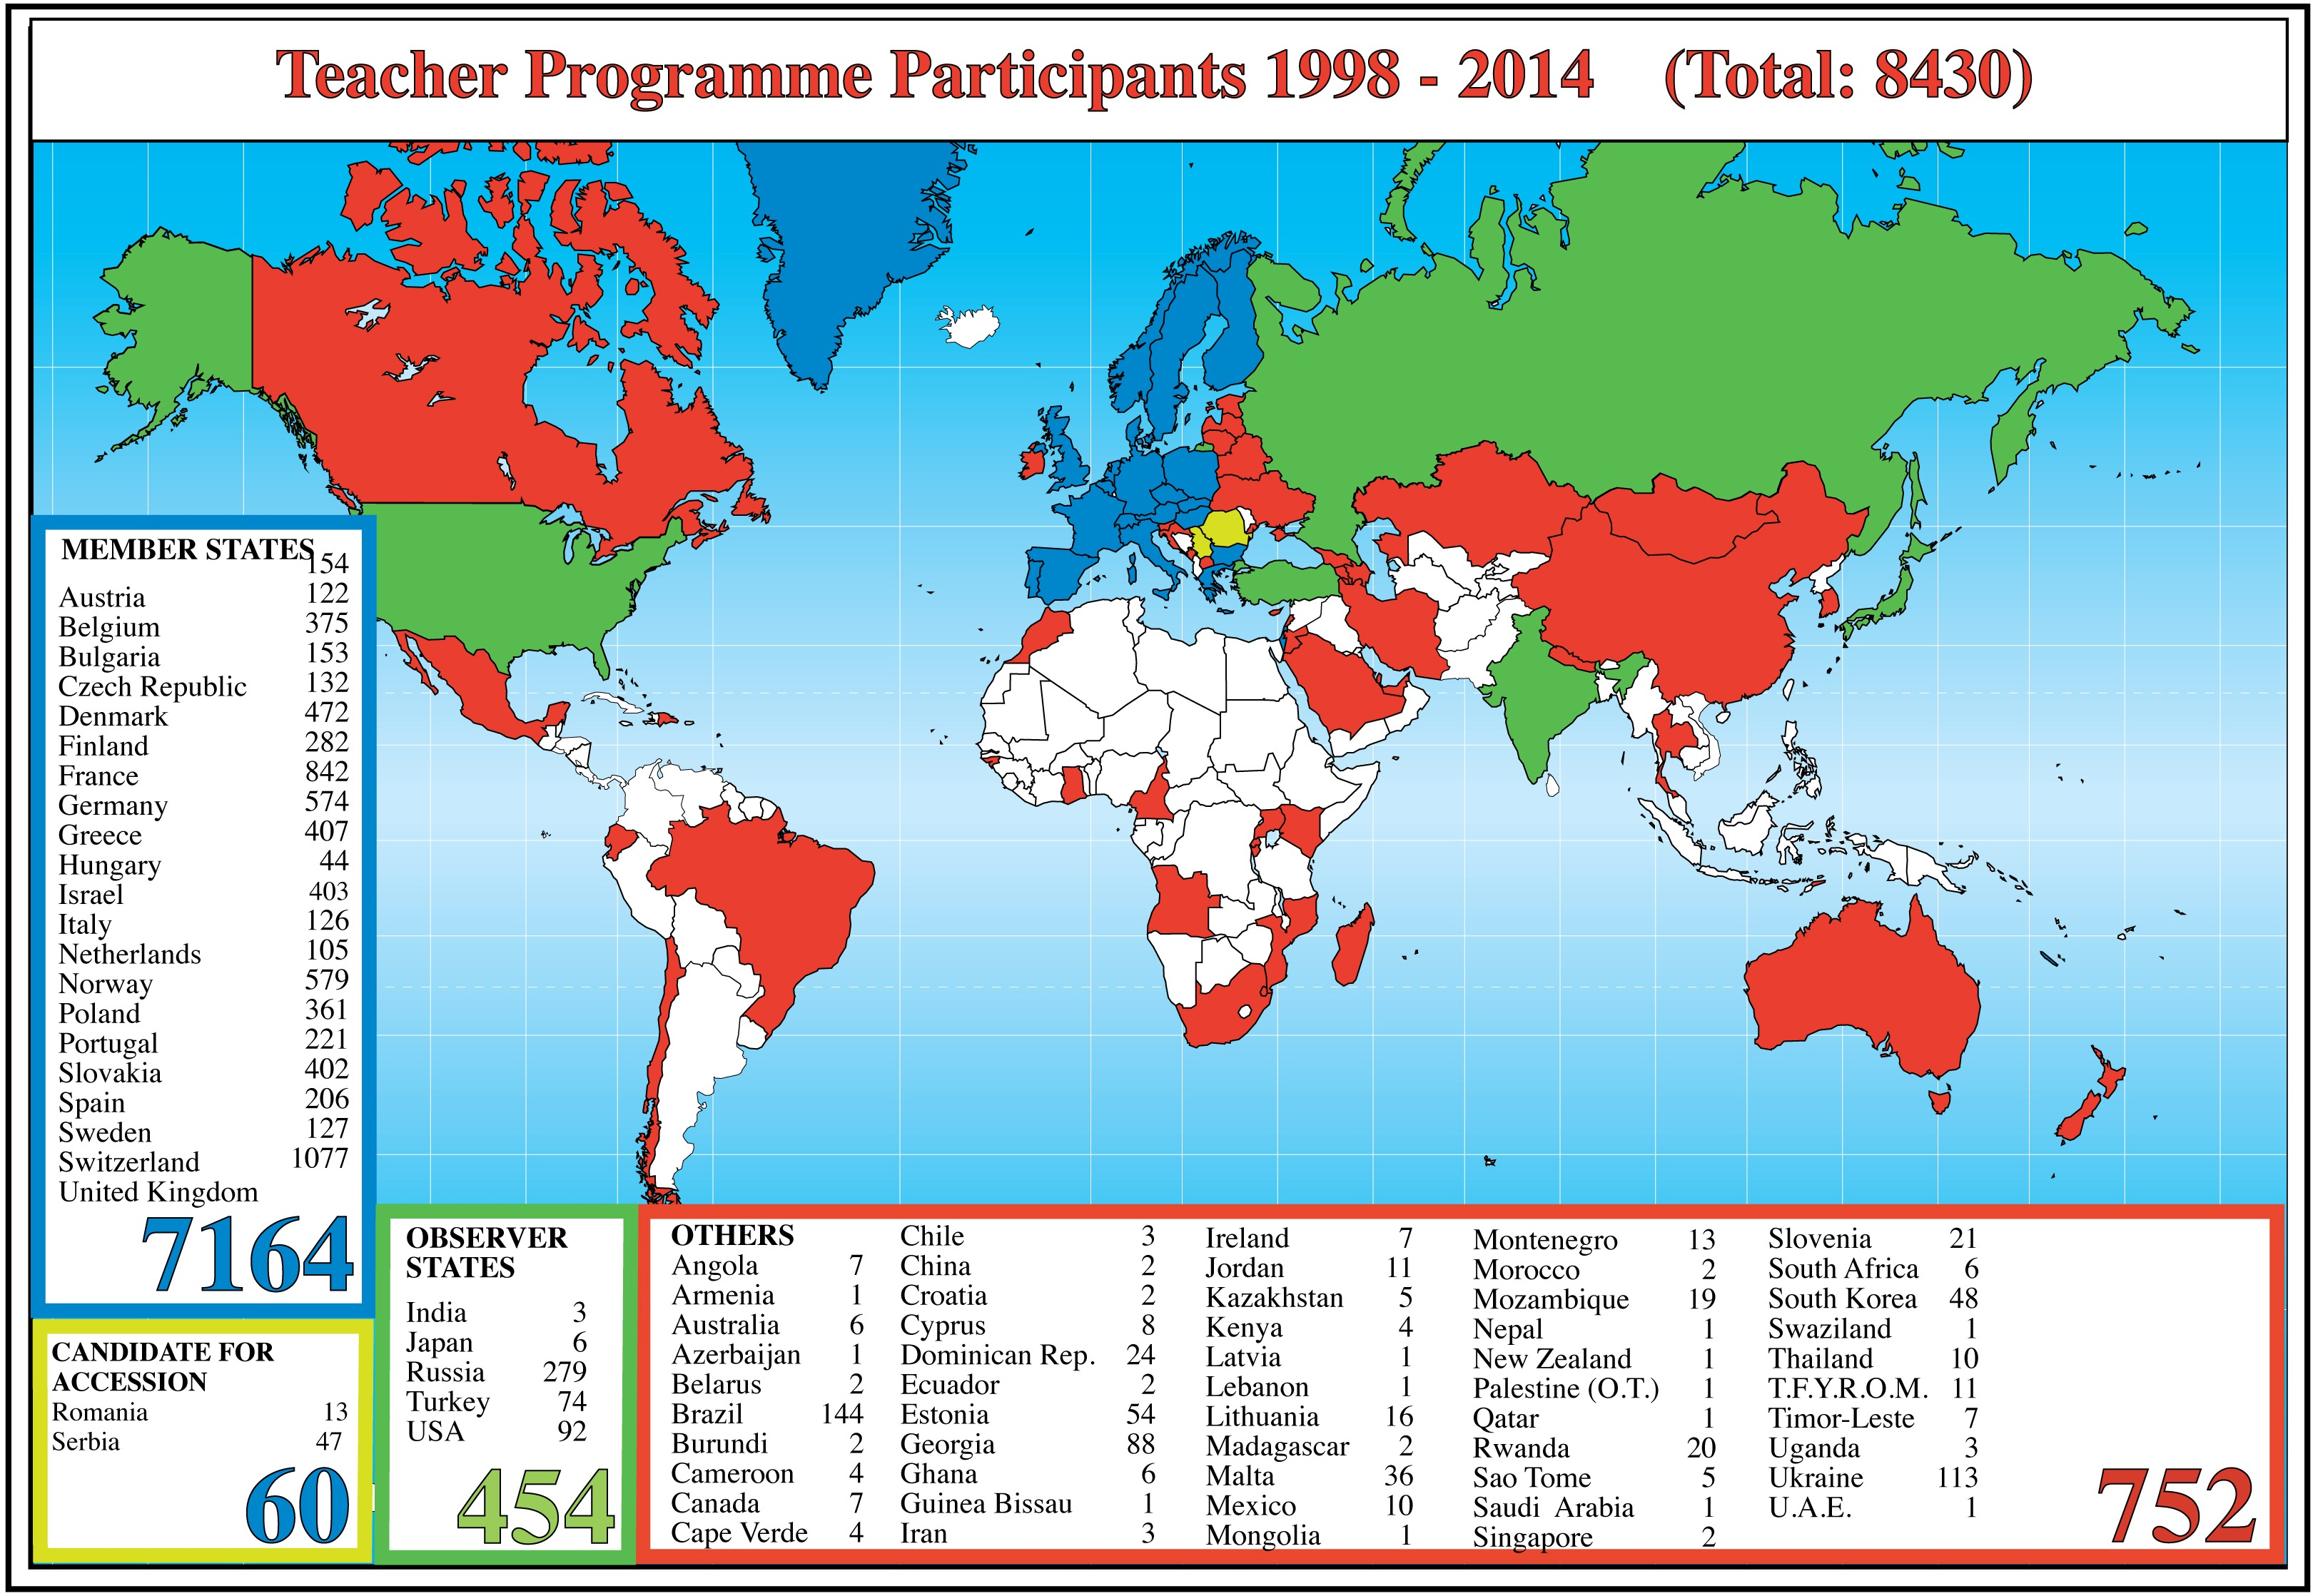 Teacher Programme Participants 1998 - 2014 (Total: 8430)
MEMBER STATES
154
Austria 122
Belgium 375
Bulgaria 153
Czech Republic 132
Denmark 472
Finland 282
France 842
Germany 574
Greece 407
Hungary 44
Israel 403
Italy 126
Netherlands 105
Norway 579
Poland 361
Portugal 221
Slovakia 402
Spain 206
Sweden 127
Switzerland 1077
United Kingdom
7164
CANDIDATE FOR
ACCESSION
Romania 13
Serbia 47
60
OBSERVER
STATES
India 3
Japan 6
Russia 279
Turkey 74
USA 92
454
OTHERS
Angola 7
Armenia 1
Australia 6
Azerbaijan 1
Belarus 2
Brazil 144
Burundi 2
Cameroon 4
Canada 7
Cape Verde 4
Chile 3
China 2
Croatia 2
Cyprus 8
Dominican Rep. 24
Ecuador 2
Estonia 54
Georgia 88
Ghana 6
Guinea Bissau 1
Iran 3
Ireland 7
Jordan 11
Kazakhstan 5
Kenya 4
Latvia 1
Lebanon 1
Lithuania 16
Madagascar 2
Malta 36
Mexico 10
Mongolia 1
Montenegro 13
Morocco 2
Mozambique 19
Nepal 1
New Zealand 1
Palestine (O.T.) 1
Qatar 1
Rwanda 20
Sao Tome 5
Saudi Arabia 1
Singapore 2
Slovenia 21
South Africa 6
South Korea 48
Swaziland 1
Thailand 10
T.F.Y.R.O.M. 11
Timor-Leste 7
Uganda 3
Ukraine 113
U.A.E. 1
752